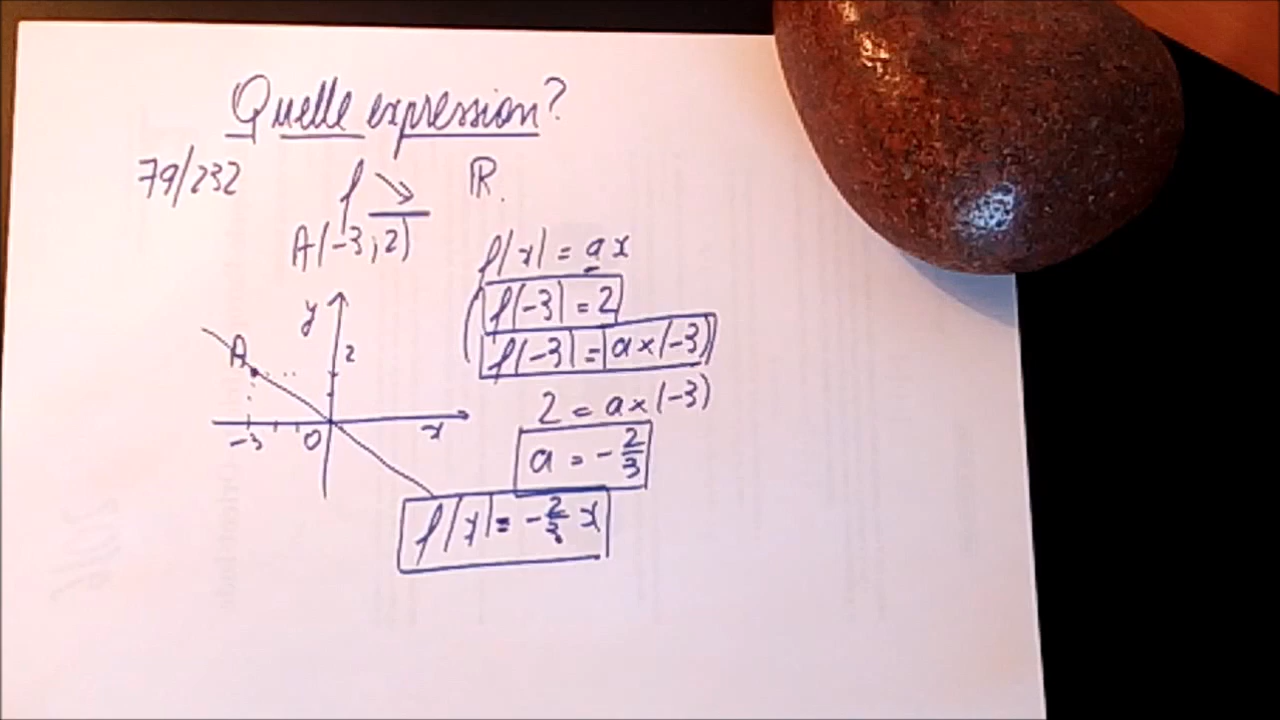 Quelle expression?
79/232 f ↘ R.
A(-3,2)
f(x) = ax
f(-3) = 2
f(-3) = a×(-3)
2 = a×(-3)
a = -2/3
f(x) = -2/3 x
y
A
2
-3
0
x